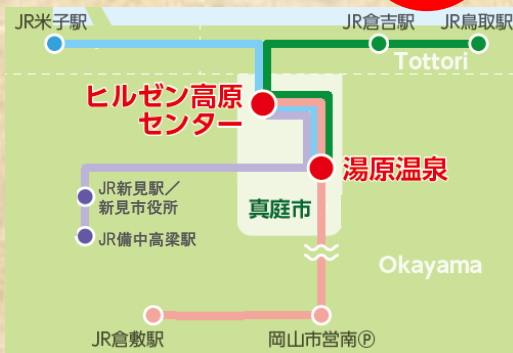 JR米子駅
JR倉吉駅
JR鳥取駅
Tottori
ヒルゼン高原
センター
湯原温泉
JR新見駅／
新見市役所
真庭市
JR備中高梁駅
Okayama
JR倉敷駅
岡山市営南Ⓟ